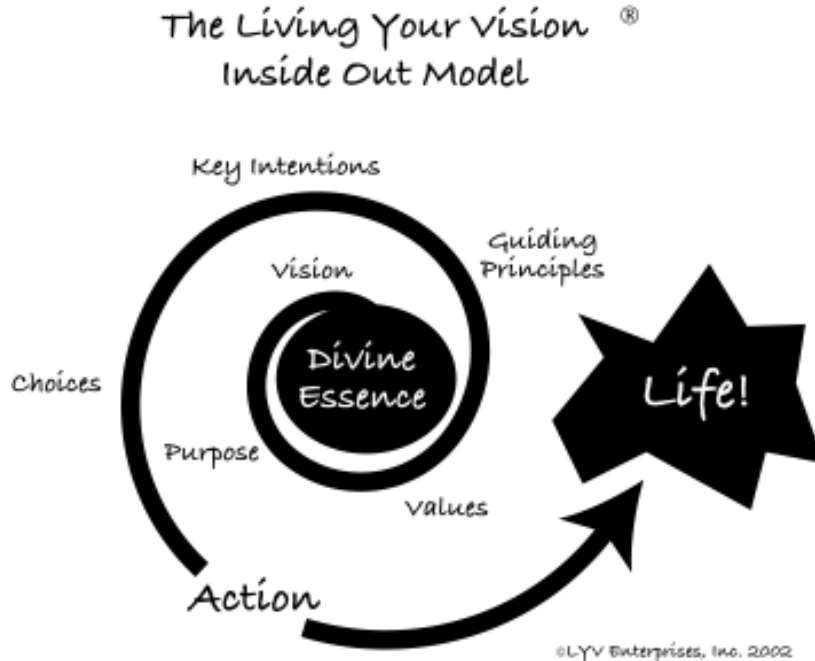 The Living Your Vision ®
Inside Out Model
Key Intentions
Guiding
Principles
Vision
Divine
Essence
Life!
Choices
Purpose
Values
Action
©LYV Enterprises, Inc. 2002